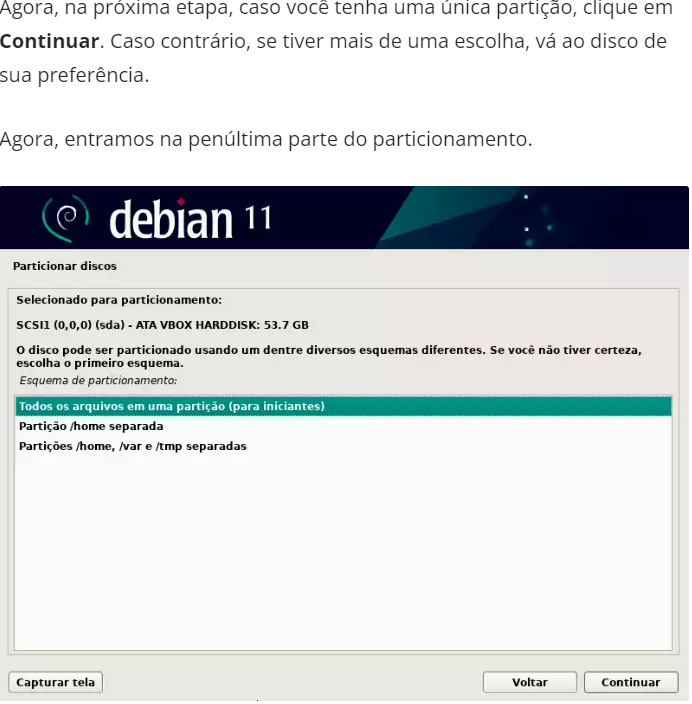 Agora, na próxima etapa, caso você tenha uma única partição, clique em
Continuar. Caso contrário, se tiver mais de uma escolha, vá ao disco de
sua preferência.
Agora, entramos na penúltima parte do particionamento.
debian 11
Particionar discos
Selecionado para particionamento:
SCSI1 (0,0,0) (sda) - ATA VBOX HARDDISK: 53.7 GB
O disco pode ser particionado usando um dentre diversos esquemas diferentes. Se você não tiver certeza,
escolha o primeiro esquema.
Esquema de particionamento:
Todos os arquivos em uma partição (para iniciantes)
Partição /home separada
Partições /home, /var e /tmp separadas
Capturar tela
Voltar
Continuar